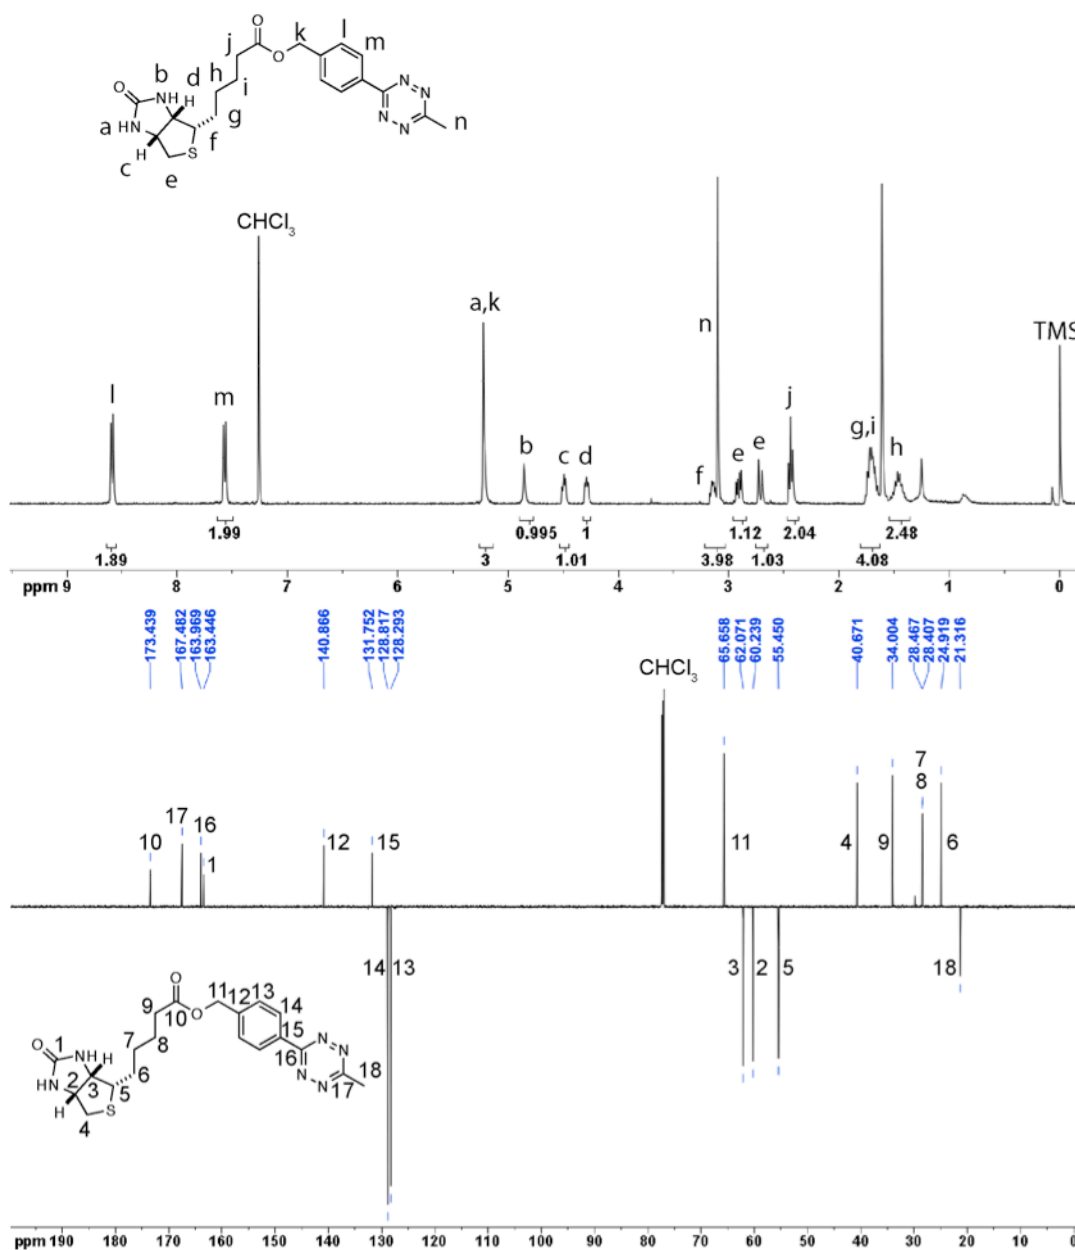 O
j
O
k
l
m
N
N
N
N
n
b
d
h
i
O
NH
H
g
a
HN
f
H
S
c
e
CHCl3
a,k
n
TMS
l
m
j
g,i
b
c
d
f
e
e
h
1.89
1.99
3
0.995
1.01
1
3.98
1.12
1.03
2.04
4.08
2.48
ppm 9
8
7
6
5
4
3
2
1
0
173.439
167.482
163.969
163.446
140.866
131.752
128.817
128.293
65.658
62.071
60.239
55.450
40.671
34.004
28.467
28.407
24.919
21.316
CHCl3
10
17
16
1
12
15
11
4
9
7
8
6
14
13
3
2
5
18
O
9
10
O
11
12
13
14
15
16
N
N
N
N
17
18
7
8
1
O
NH
H
6
HN
2
3
5
H
S
4
ppm 190
180
170
160
150
140
130
120
110
100
90
80
70
60
50
40
30
20
10
0